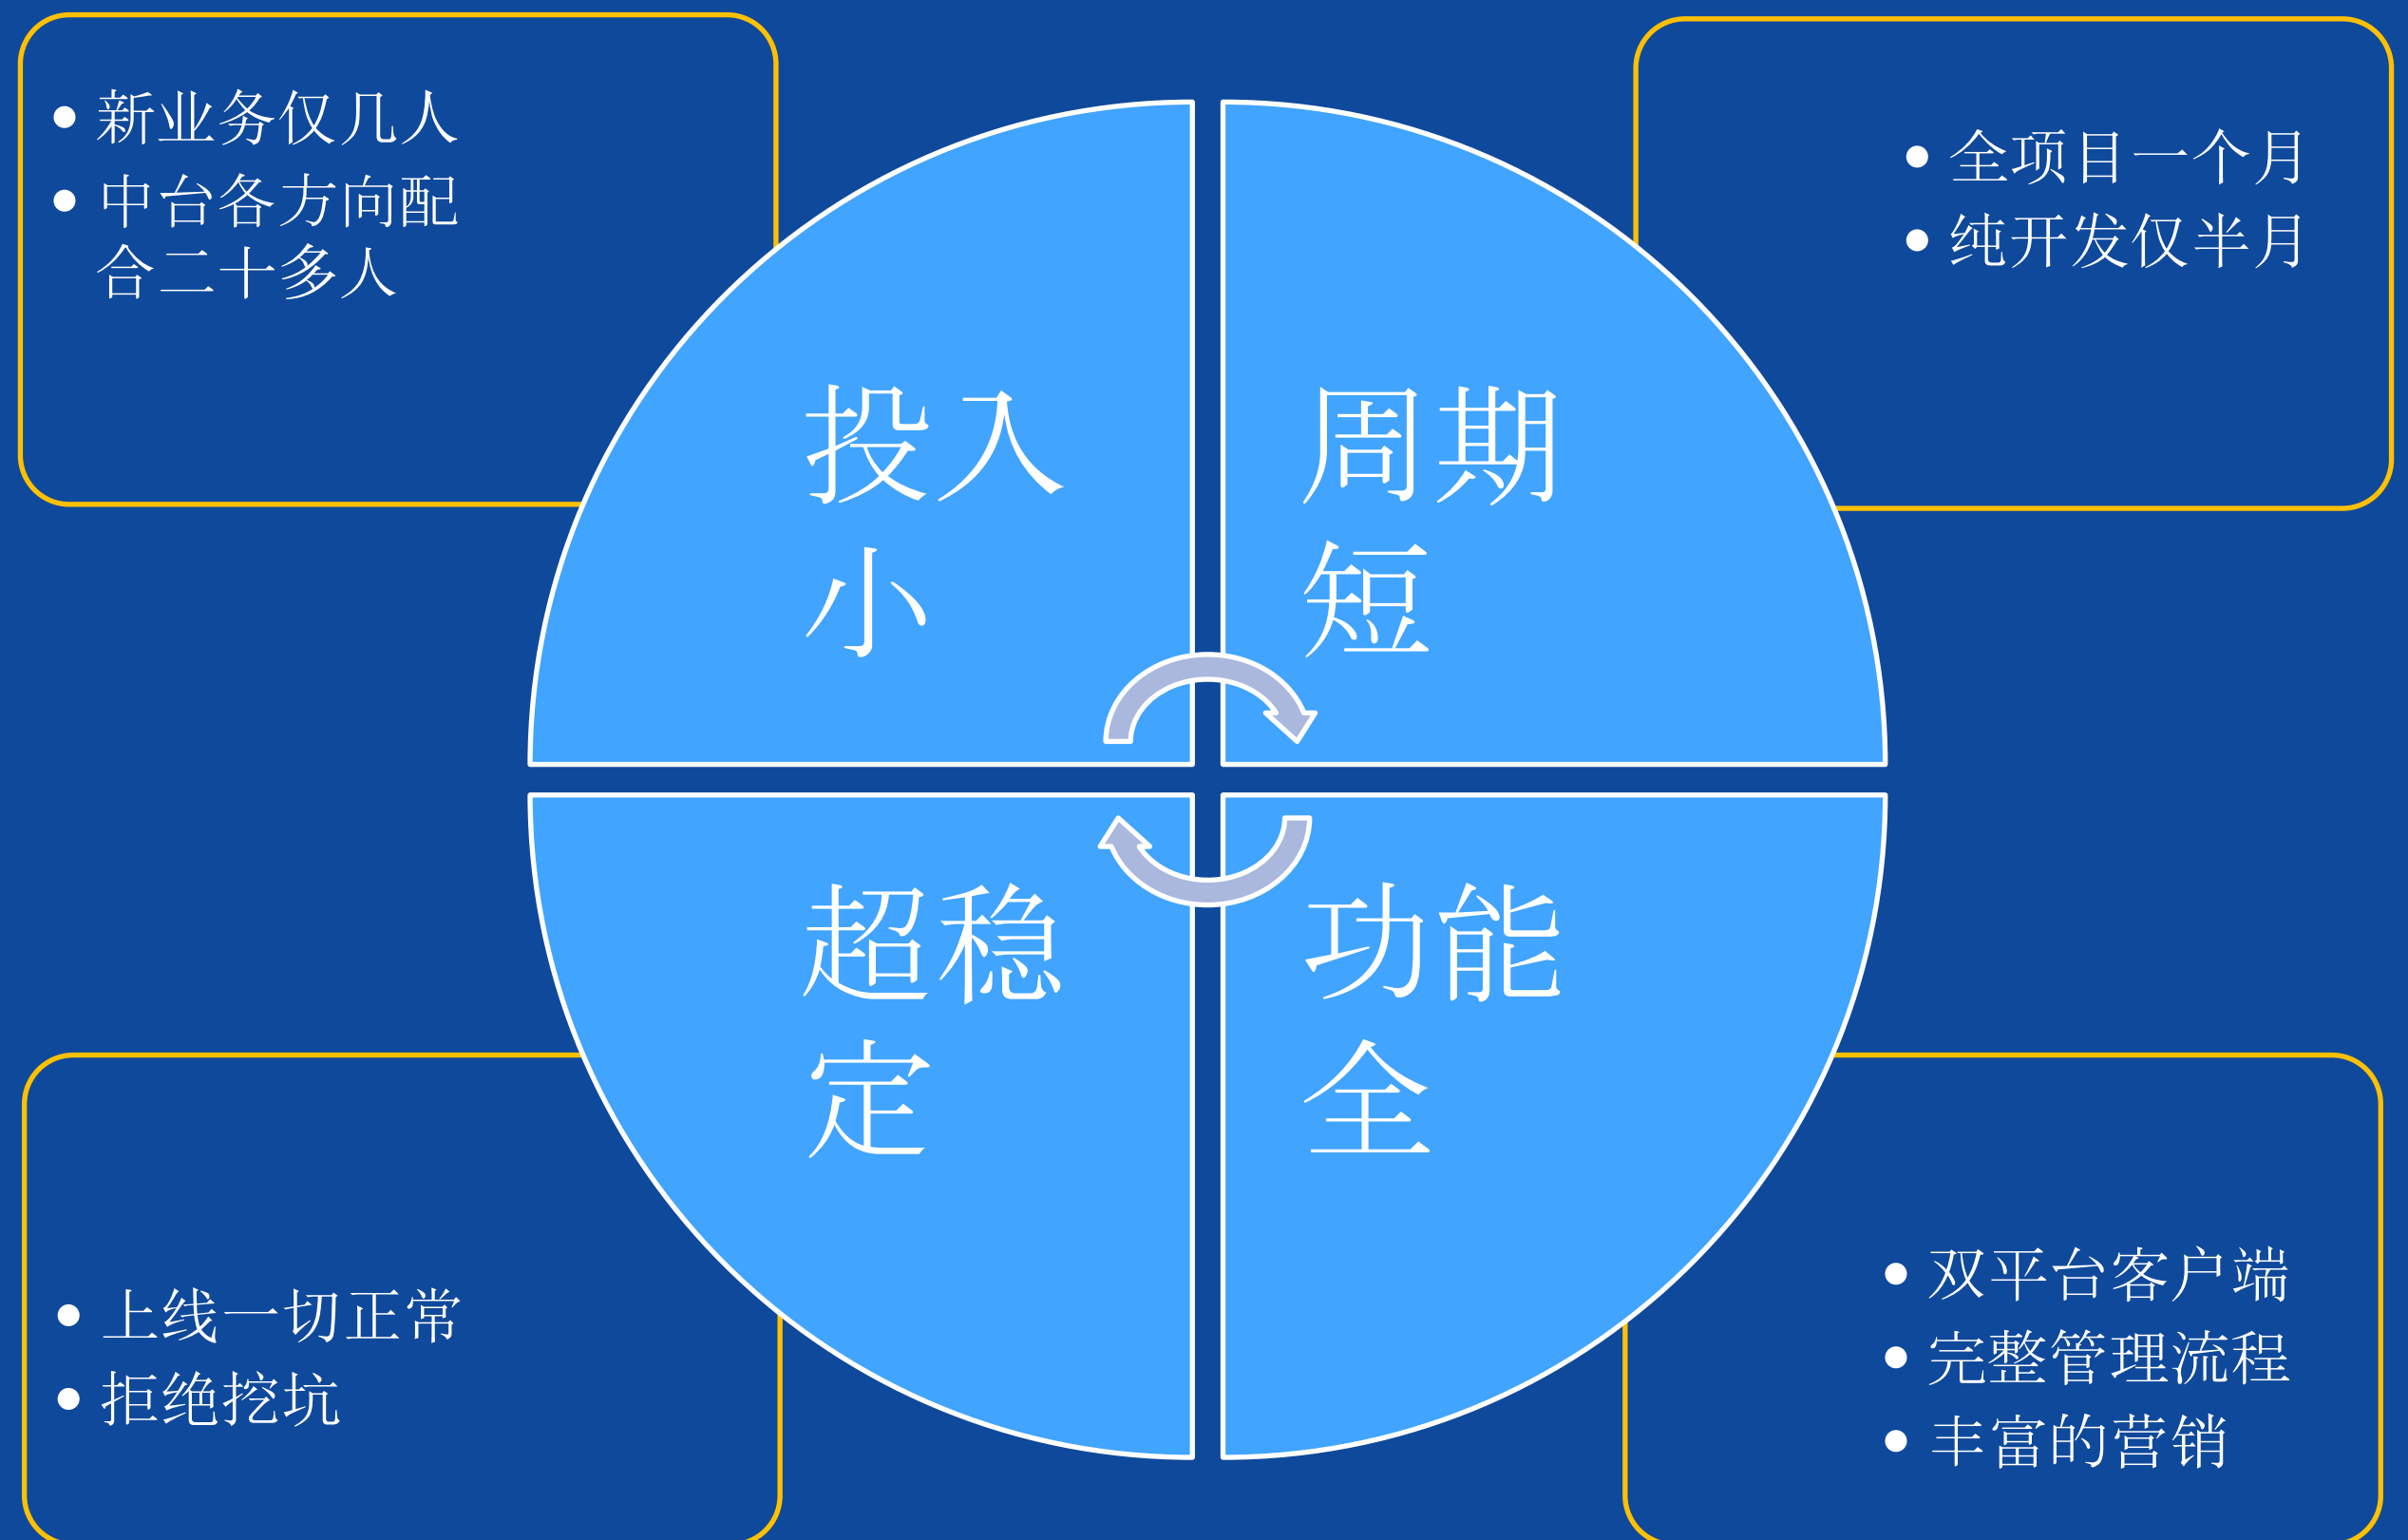 新业务仅几人
中台各方向配
合二十多人
投入
小
周期
短
全项目一个月
纯开发仅半月
超稳
定
功能
全
上线一切正常
拒绝挖坑
双平台客户端
完整管理流程
丰富的营销